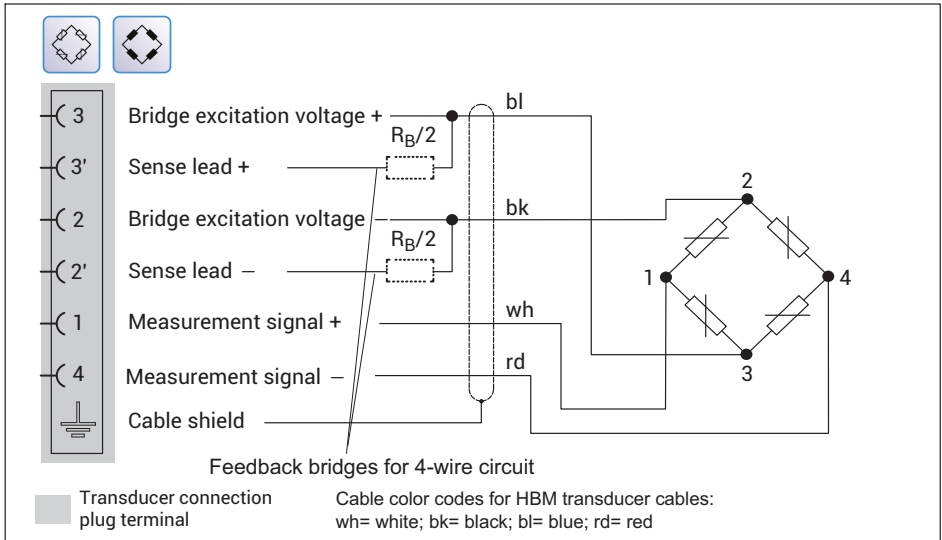 3 Bridge excitation voltage + bl
R_B/2
3' Sense lead +
2 Bridge excitation voltage – bk
R_B/2
2' Sense lead –
1 Measurement signal + wh
4 Measurement signal – rd
Cable shield
2
1 4
3
Feedback bridges for 4-wire circuit
Transducer connection
plug terminal
Cable color codes for HBM transducer cables:
wh= white; bk= black; bl= blue; rd= red